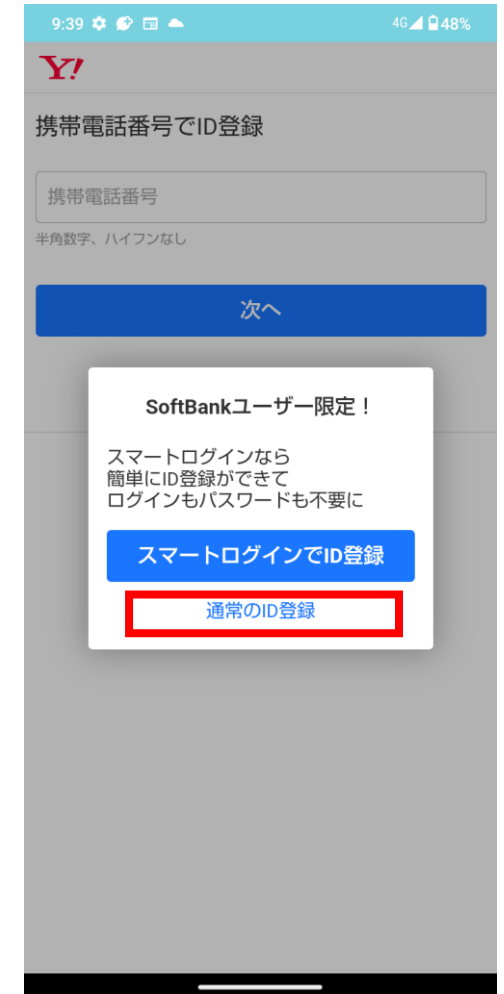 9:39 4G 48%
Y!
携帯電話番号でID登録
携帯電話番号
半角数字、ハイフンなし
次へ
SoftBankユーザー限定！
スマートログインなら
簡単にID登録ができて
ログインもパスワードも不要に
スマートログインでID登録
通常のID登録